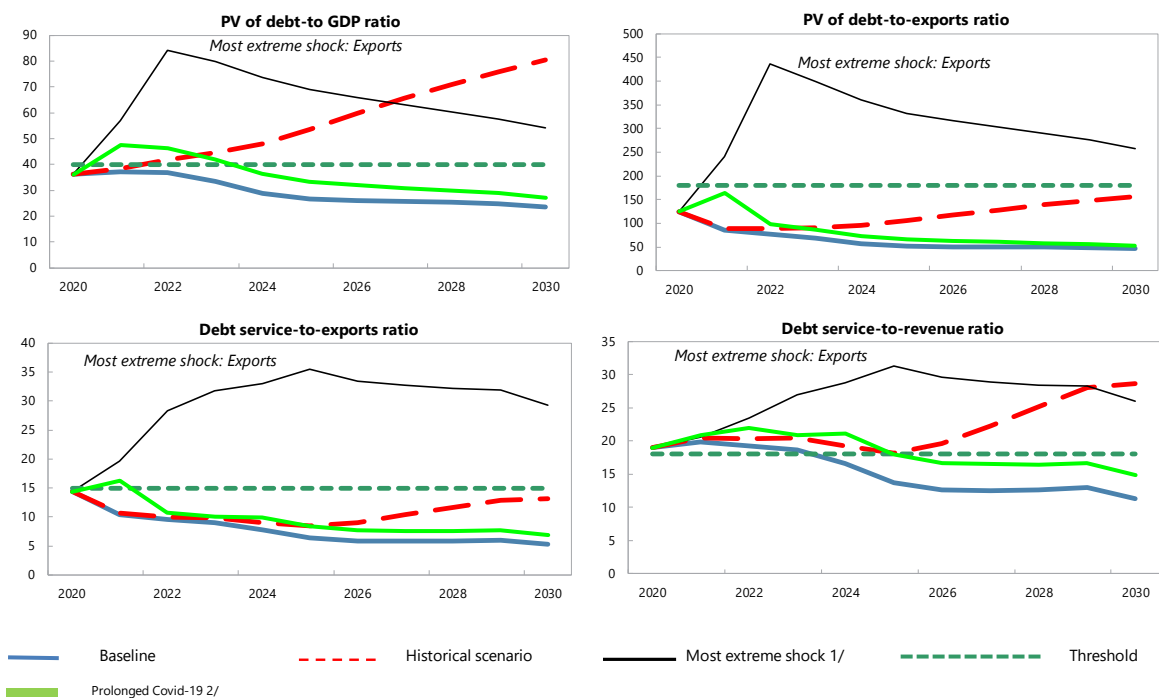 PV of debt-to GDP ratio
Most extreme shock: Exports
90
80
70
60
50
40
30
20
10
0
2020 2022 2024 2026 2028 2030
PV of debt-to-exports ratio
Most extreme shock: Exports
500
450
400
350
300
250
200
150
100
50
0
2020 2022 2024 2026 2028 2030
Debt service-to-exports ratio
Most extreme shock: Exports
40
35
30
25
20
15
10
5
0
2020 2022 2024 2026 2028 2030
Debt service-to-revenue ratio
Most extreme shock: Exports
35
30
25
20
15
10
5
0
2020 2022 2024 2026 2028 2030
Baseline Historical scenario Most extreme shock 1/ Threshold
Prolonged Covid-19 2/